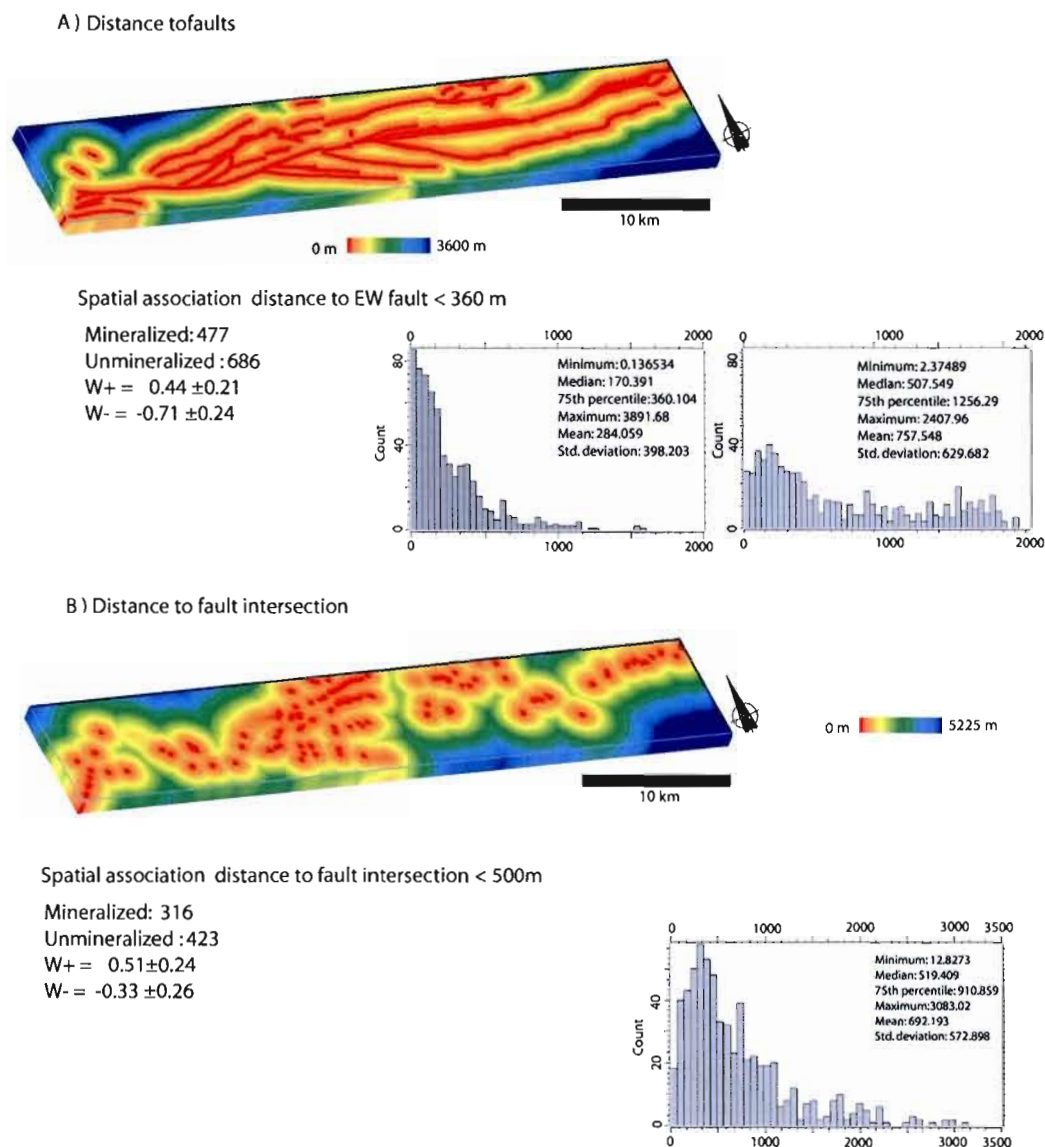 A ) Distance tofaults
10 km
0 m 3600 m
Spatial association distance to EW fault < 360 m
Mineralized: 477
Unmineralized : 686
W+ = 0.44 ±0.21
W- = -0.71 ±0.24
0 1000 2000
80
40
0
Count
Minimum: 0.136534
Median: 170.391
75th percentile: 360.104
Maximum: 3891.68
Mean: 284.059
Std. deviation: 398.203
0 1000 2000
0 1000 2000
80
40
0
Count
Minimum: 2.37489
Median: 507.549
75th percentile: 1256.29
Maximum: 2407.96
Mean: 757.548
Std. deviation: 629.682
0 1000 2000
B ) Distance to fault intersection
0 m 5225 m
10 km
Spatial association distance to fault intersection < 500m
Mineralized: 316
Unmineralized : 423
W+ = 0.51±0.24
W- = -0.33 ±0.26
0 1000 2000 3000 3500
40
20
0
Count
Minimum: 12.8273
Median: 519.409
75th percentile: 910.859
Maximum: 3083.02
Mean: 692.193
Std. deviation: 572.898
0 1000 2000 3000 3500